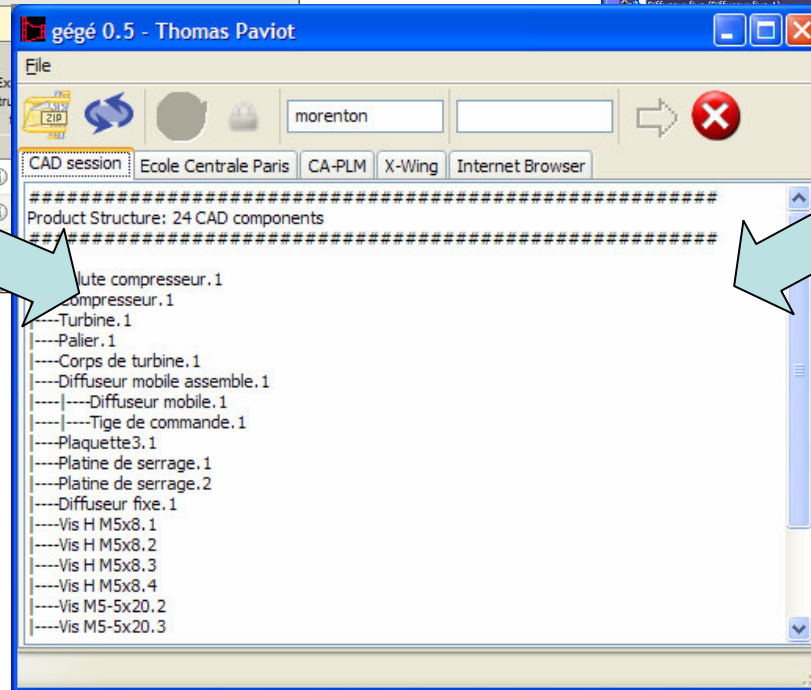 gégé 0.5 - Thomas Paviot
File
ZIP
morenton
CAD session Ecole Centrale Paris CA-PLM X-Wing Internet Browser
########################################################
Product Structure: 24 CAD components
########################################################
lute compresseur.1
Compresseur.1
|----Turbine.1
|----Palier.1
|----Corps de turbine.1
|----Diffuseur mobile assemble.1
|----|----Diffuseur mobile.1
|----|----Tige de commande.1
|----Plaquette3.1
|----Platine de serrage.1
|----Platine de serrage.2
|----Diffuseur fixe.1
|----Vis H M5x8.1
|----Vis H M5x8.2
|----Vis H M5x8.3
|----Vis H M5x8.4
|----Vis M5-5x20.2
|----Vis M5-5x20.3